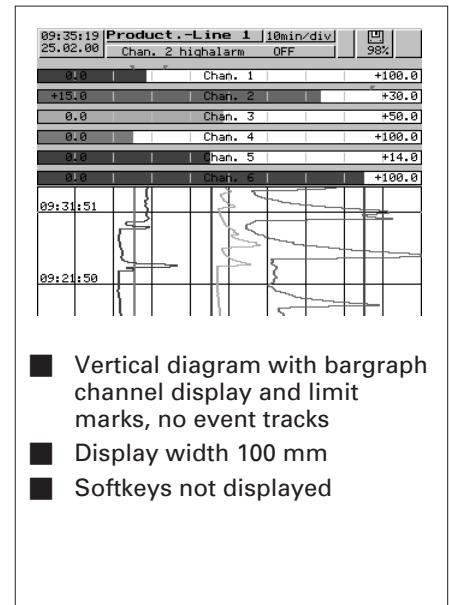 09:35:19 Product.-Line 1 10min/div
25.02.00 Chan. 2 highalarm OFF 98%
0.0 Chan. 1 +100.0
+15.0 Chan. 2 +30.0
0.0 Chan. 3 +50.0
0.0 Chan. 4 +100.0
0.0 Chan. 5 +14.0
0.0 Chan. 6 +100.0
09:31:51
09:21:50
Vertical diagram with bargraph
channel display and limit
marks, no event tracks
Display width 100 mm
Softkeys not displayed